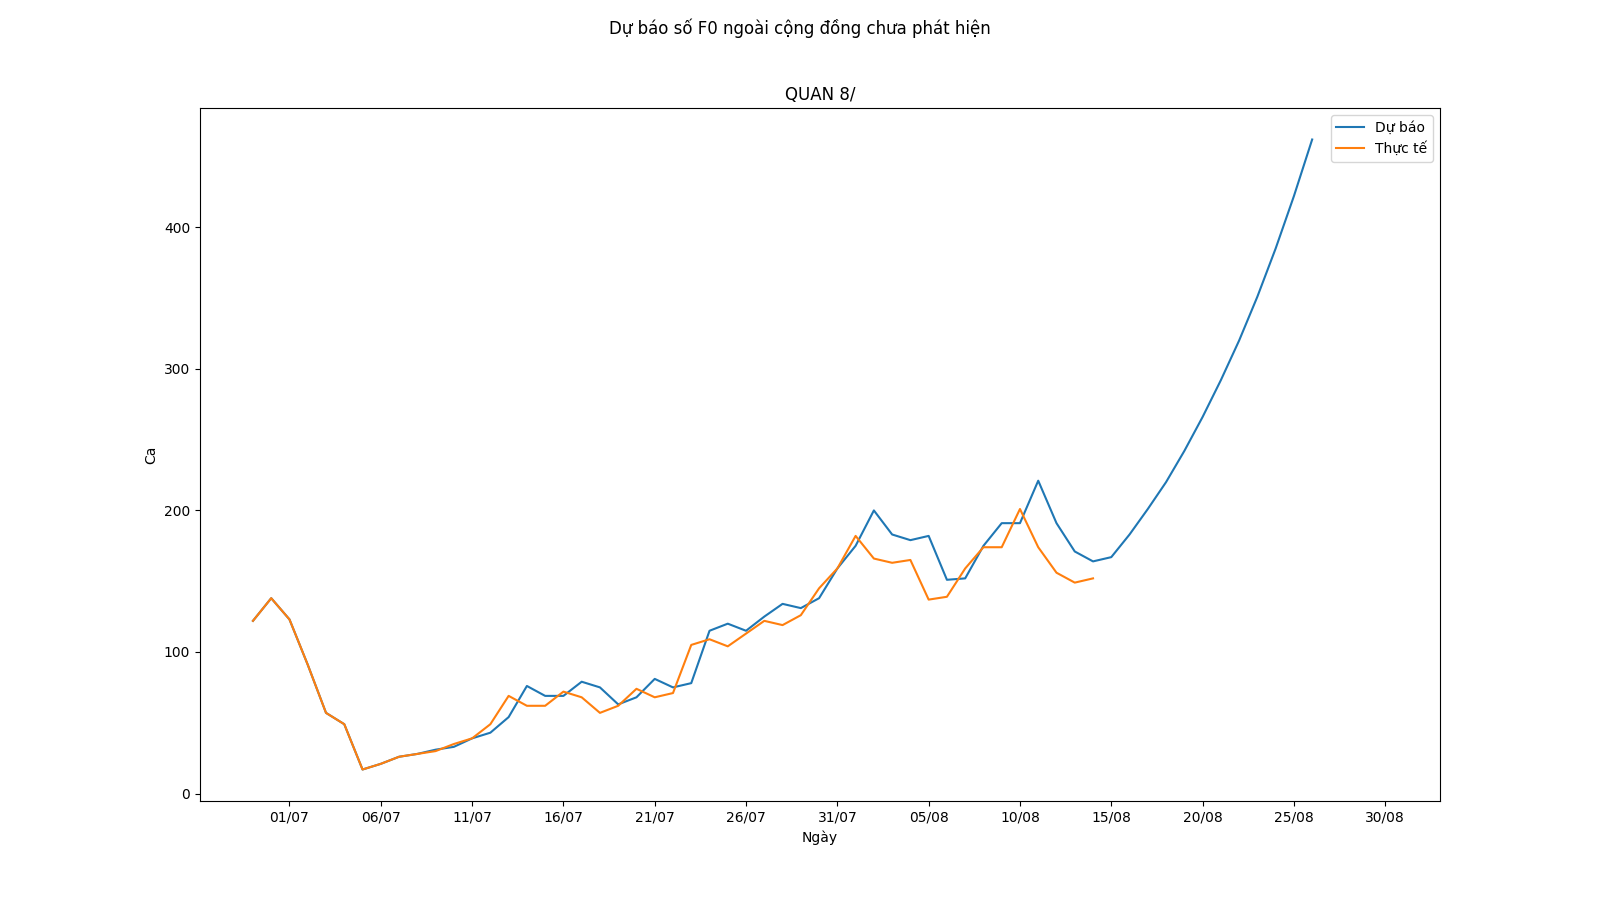 Dự báo số F0 ngoài cộng đồng chưa phát hiện
QUAN 8/
Dự báo
Thực tế
Ca
400
300
200
100
0
01/07 06/07 11/07 16/07 21/07 26/07 31/07 05/08 10/08 15/08 20/08 25/08 30/08
Ngày